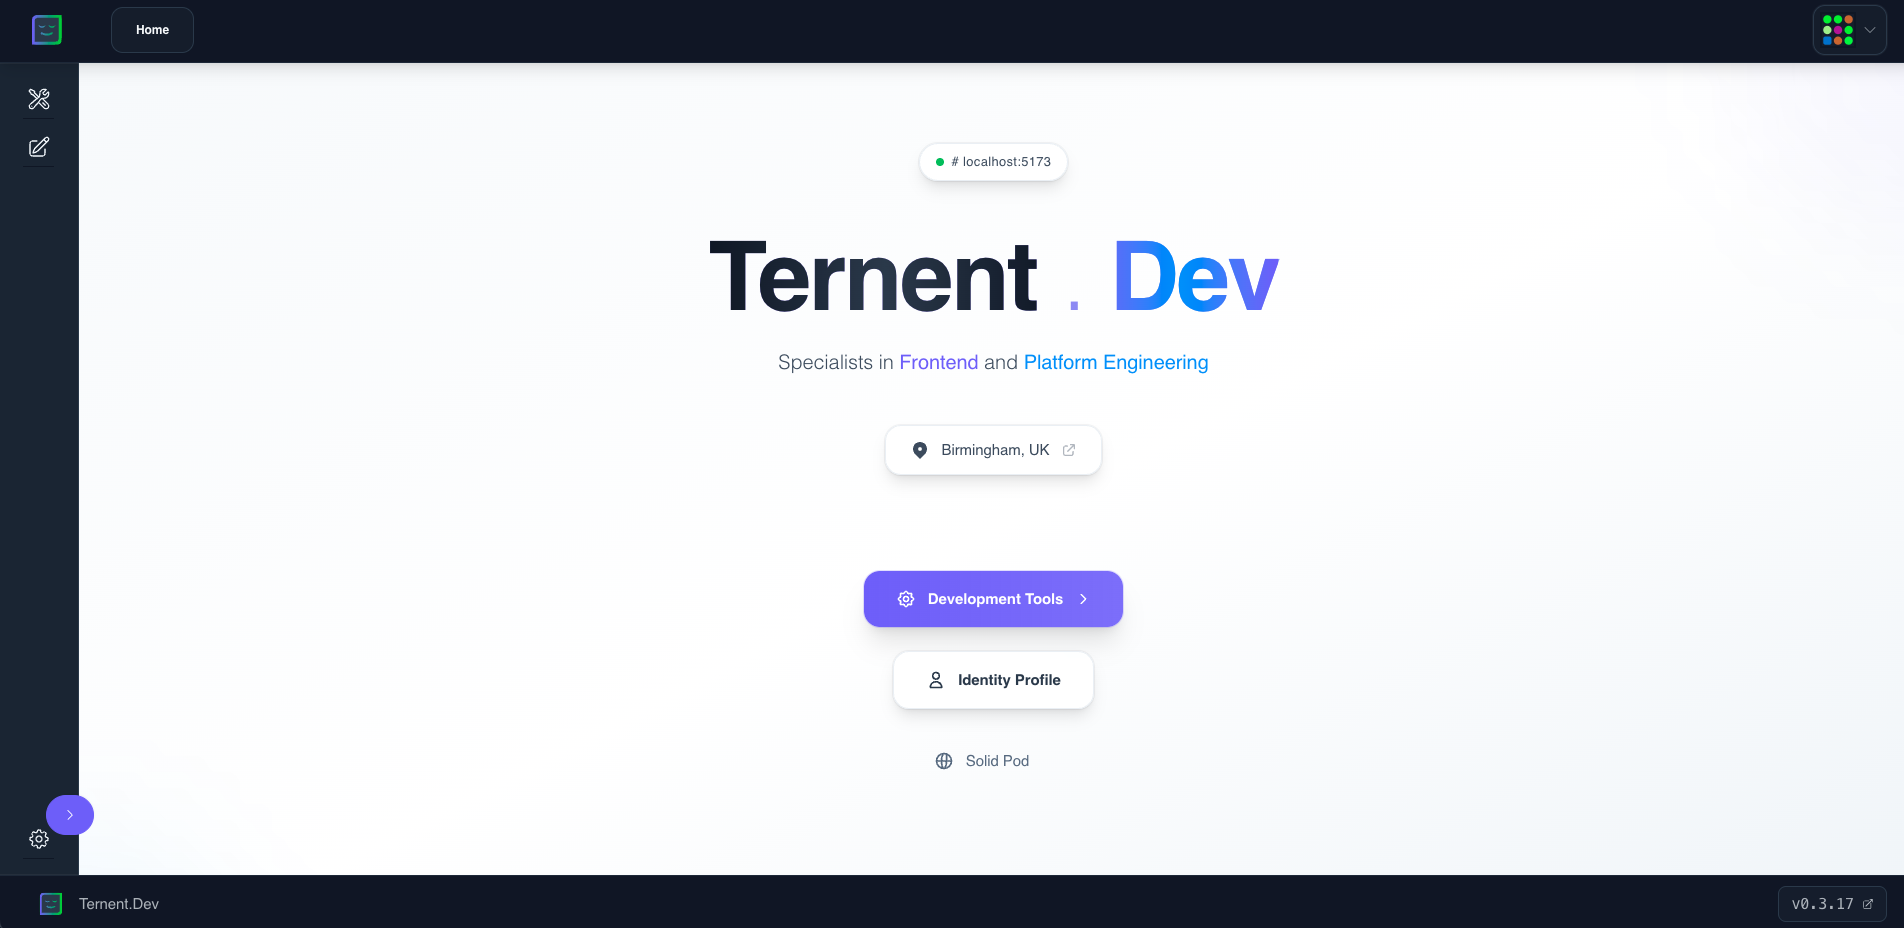 Home
# localhost:5173
Ternent . Dev
Specialists in Frontend and Platform Engineering
Birmingham, UK
Development Tools
Identity Profile
Solid Pod
Ternent.Dev
v0.3.17